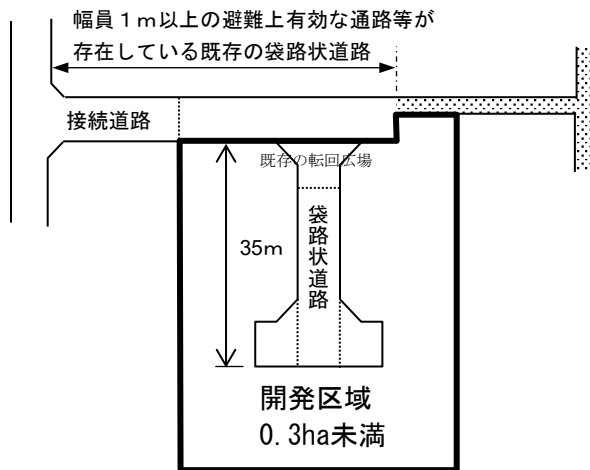 幅員１ｍ以上の避難上有効な通路等が
存在している既存の袋路状道路
接続道路
既存の転回広場
袋路状道路
35ｍ
開発区域
0.3ha未満